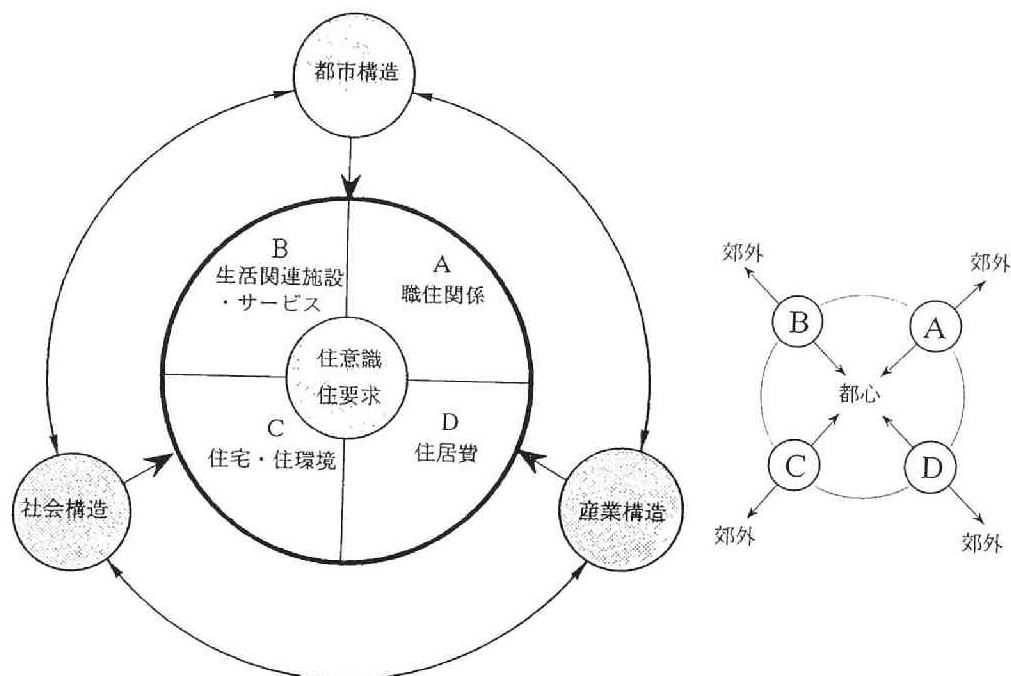 都市構造
B
生活関連施設
・サービス
A
職住関係
住意識
住要求
C
住宅・住環境
D
住居費
社会構造
産業構造
郊外
郊外
B
A
都心
C
D
郊外
郊外